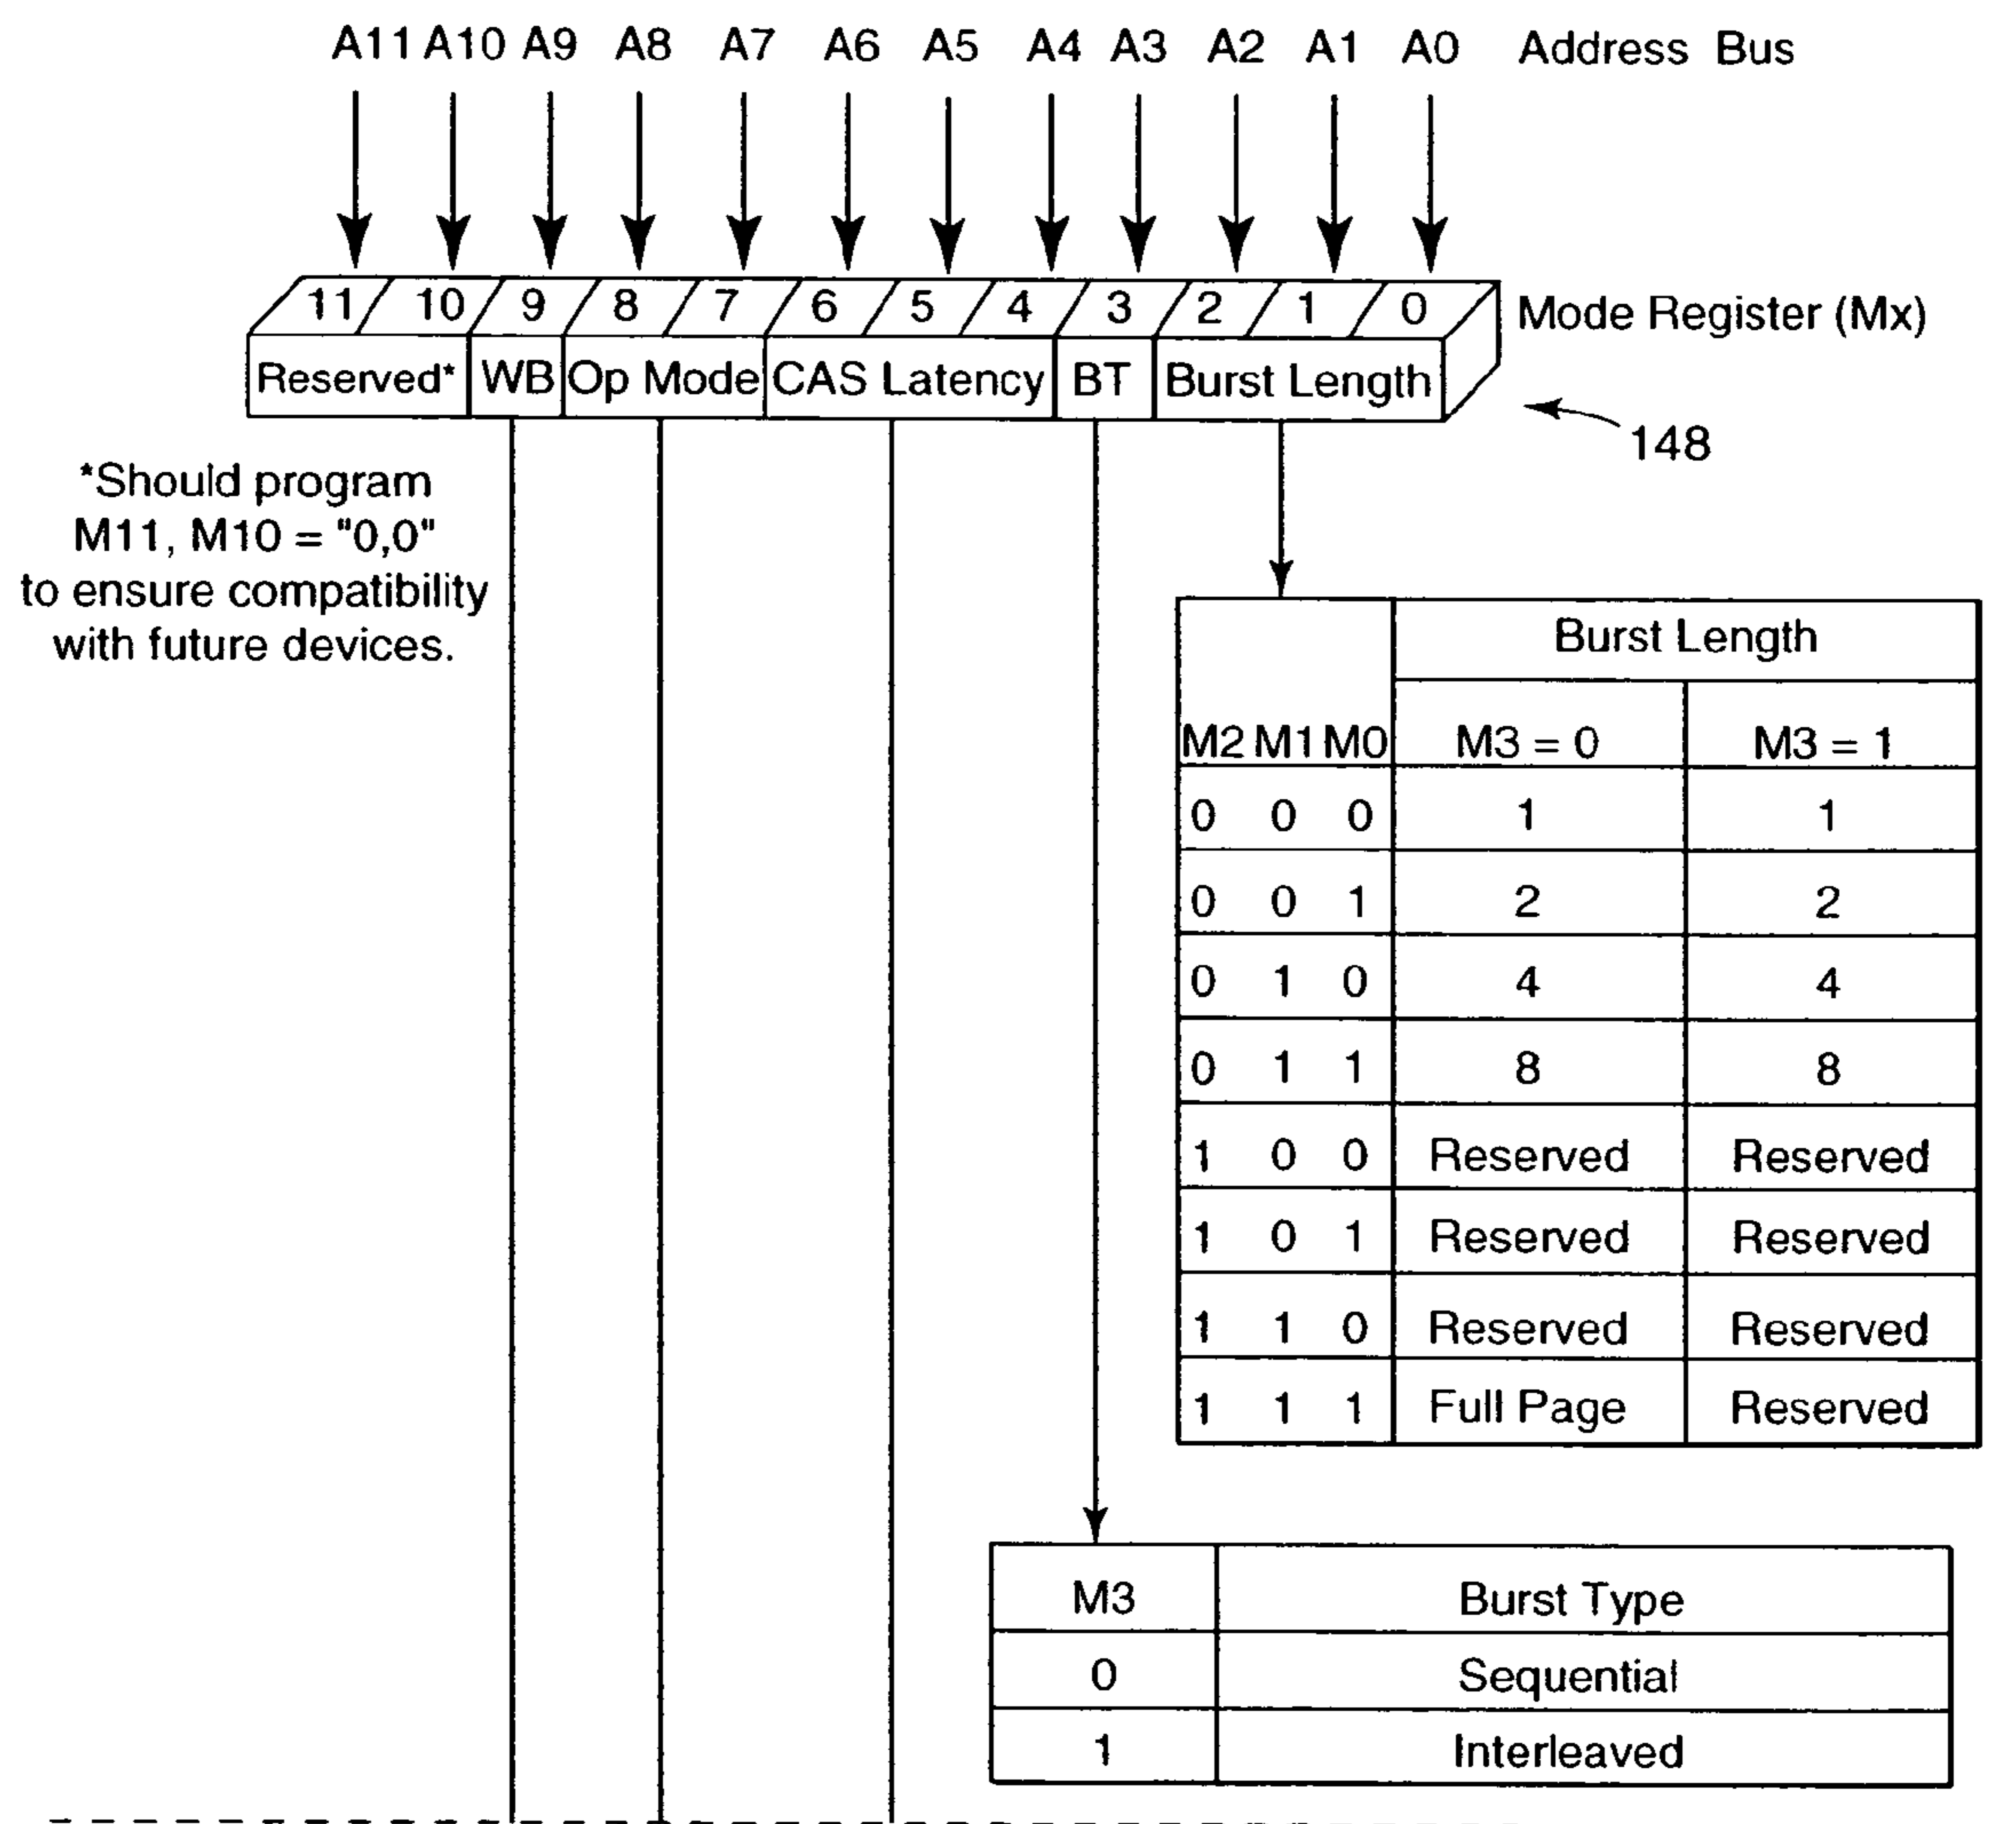 A11 A10 A9 A8 A7 A6 A5 A4 A3 A2 A1 A0 Address Bus
11 10 9 8 7 6 5 4 3 2 1 0 Mode Register (Mx)
Reserved* WB Op Mode CAS Latency BT Burst Length
148
*Should program
M11, M10 = "0,0"
to ensure compatibility
with future devices.
Burst Length
M2 M1 M0 M3 = 0 M3 = 1
0 0 0 1 1
0 0 1 2 2
0 1 0 4 4
0 1 1 8 8
1 0 0 Reserved Reserved
1 0 1 Reserved Reserved
1 1 0 Reserved Reserved
1 1 1 Full Page Reserved
M3 Burst Type
0 Sequential
1 Interleaved